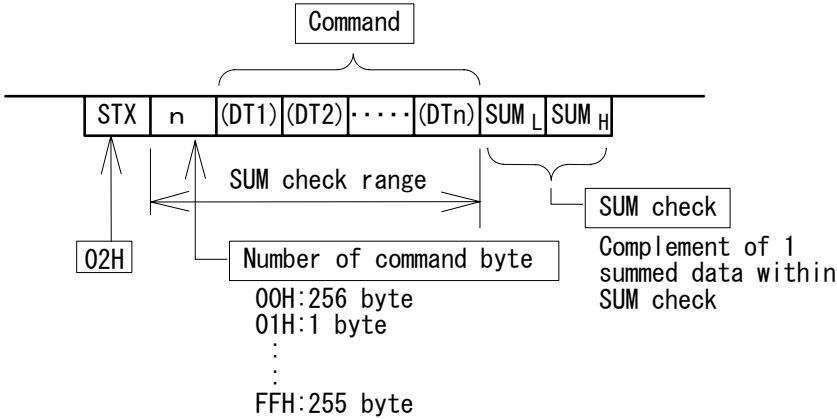 Command
STX n (DT1) (DT2) ····· (DTn) SUM L SUM H
SUM check range
02H
Number of command byte
00H:256 byte
01H:1 byte
:
:
FFH:255 byte
SUM check
Complement of 1
summed data within
SUM check